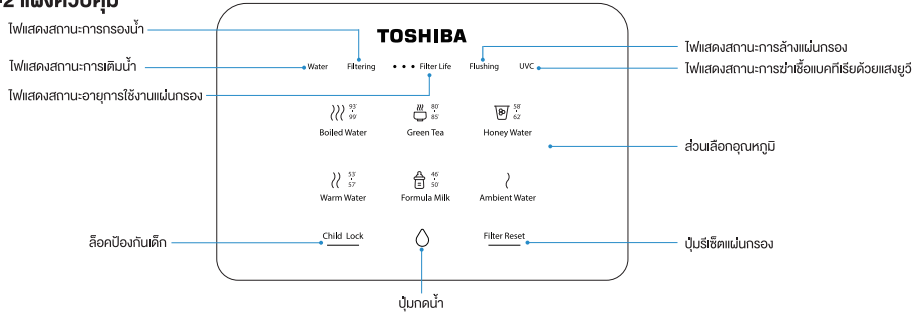 -2 แผงควบคุม
ไฟแสดงสถานะการกรองน้ำ
TOSHIBA
ไฟแสดงสถานะการล้างแผ่นกรอง
ไฟแสดงสถานะการเติมน้ำ
Water Filtering Filter Life Flushing UVC
ไฟแสดงสถานะการฆ่าเชื้อแบคทีเรียด้วยแสงยูวี
ไฟแสดงสถานะอายุการใช้งานแผ่นกรอง
93° 99° 80° 85° 58° 62°
Boiled Water Green Tea Honey Water
ส่วนเลือกอุณหภูมิ
53° 57° 46° 50°
Warm Water Formula Milk Ambient Water
ล็อคป้องกันเด็ก
Child Lock Filter Reset
ปุ่มรีเซ็ตแผ่นกรอง
ปุ่มกดน้ำ